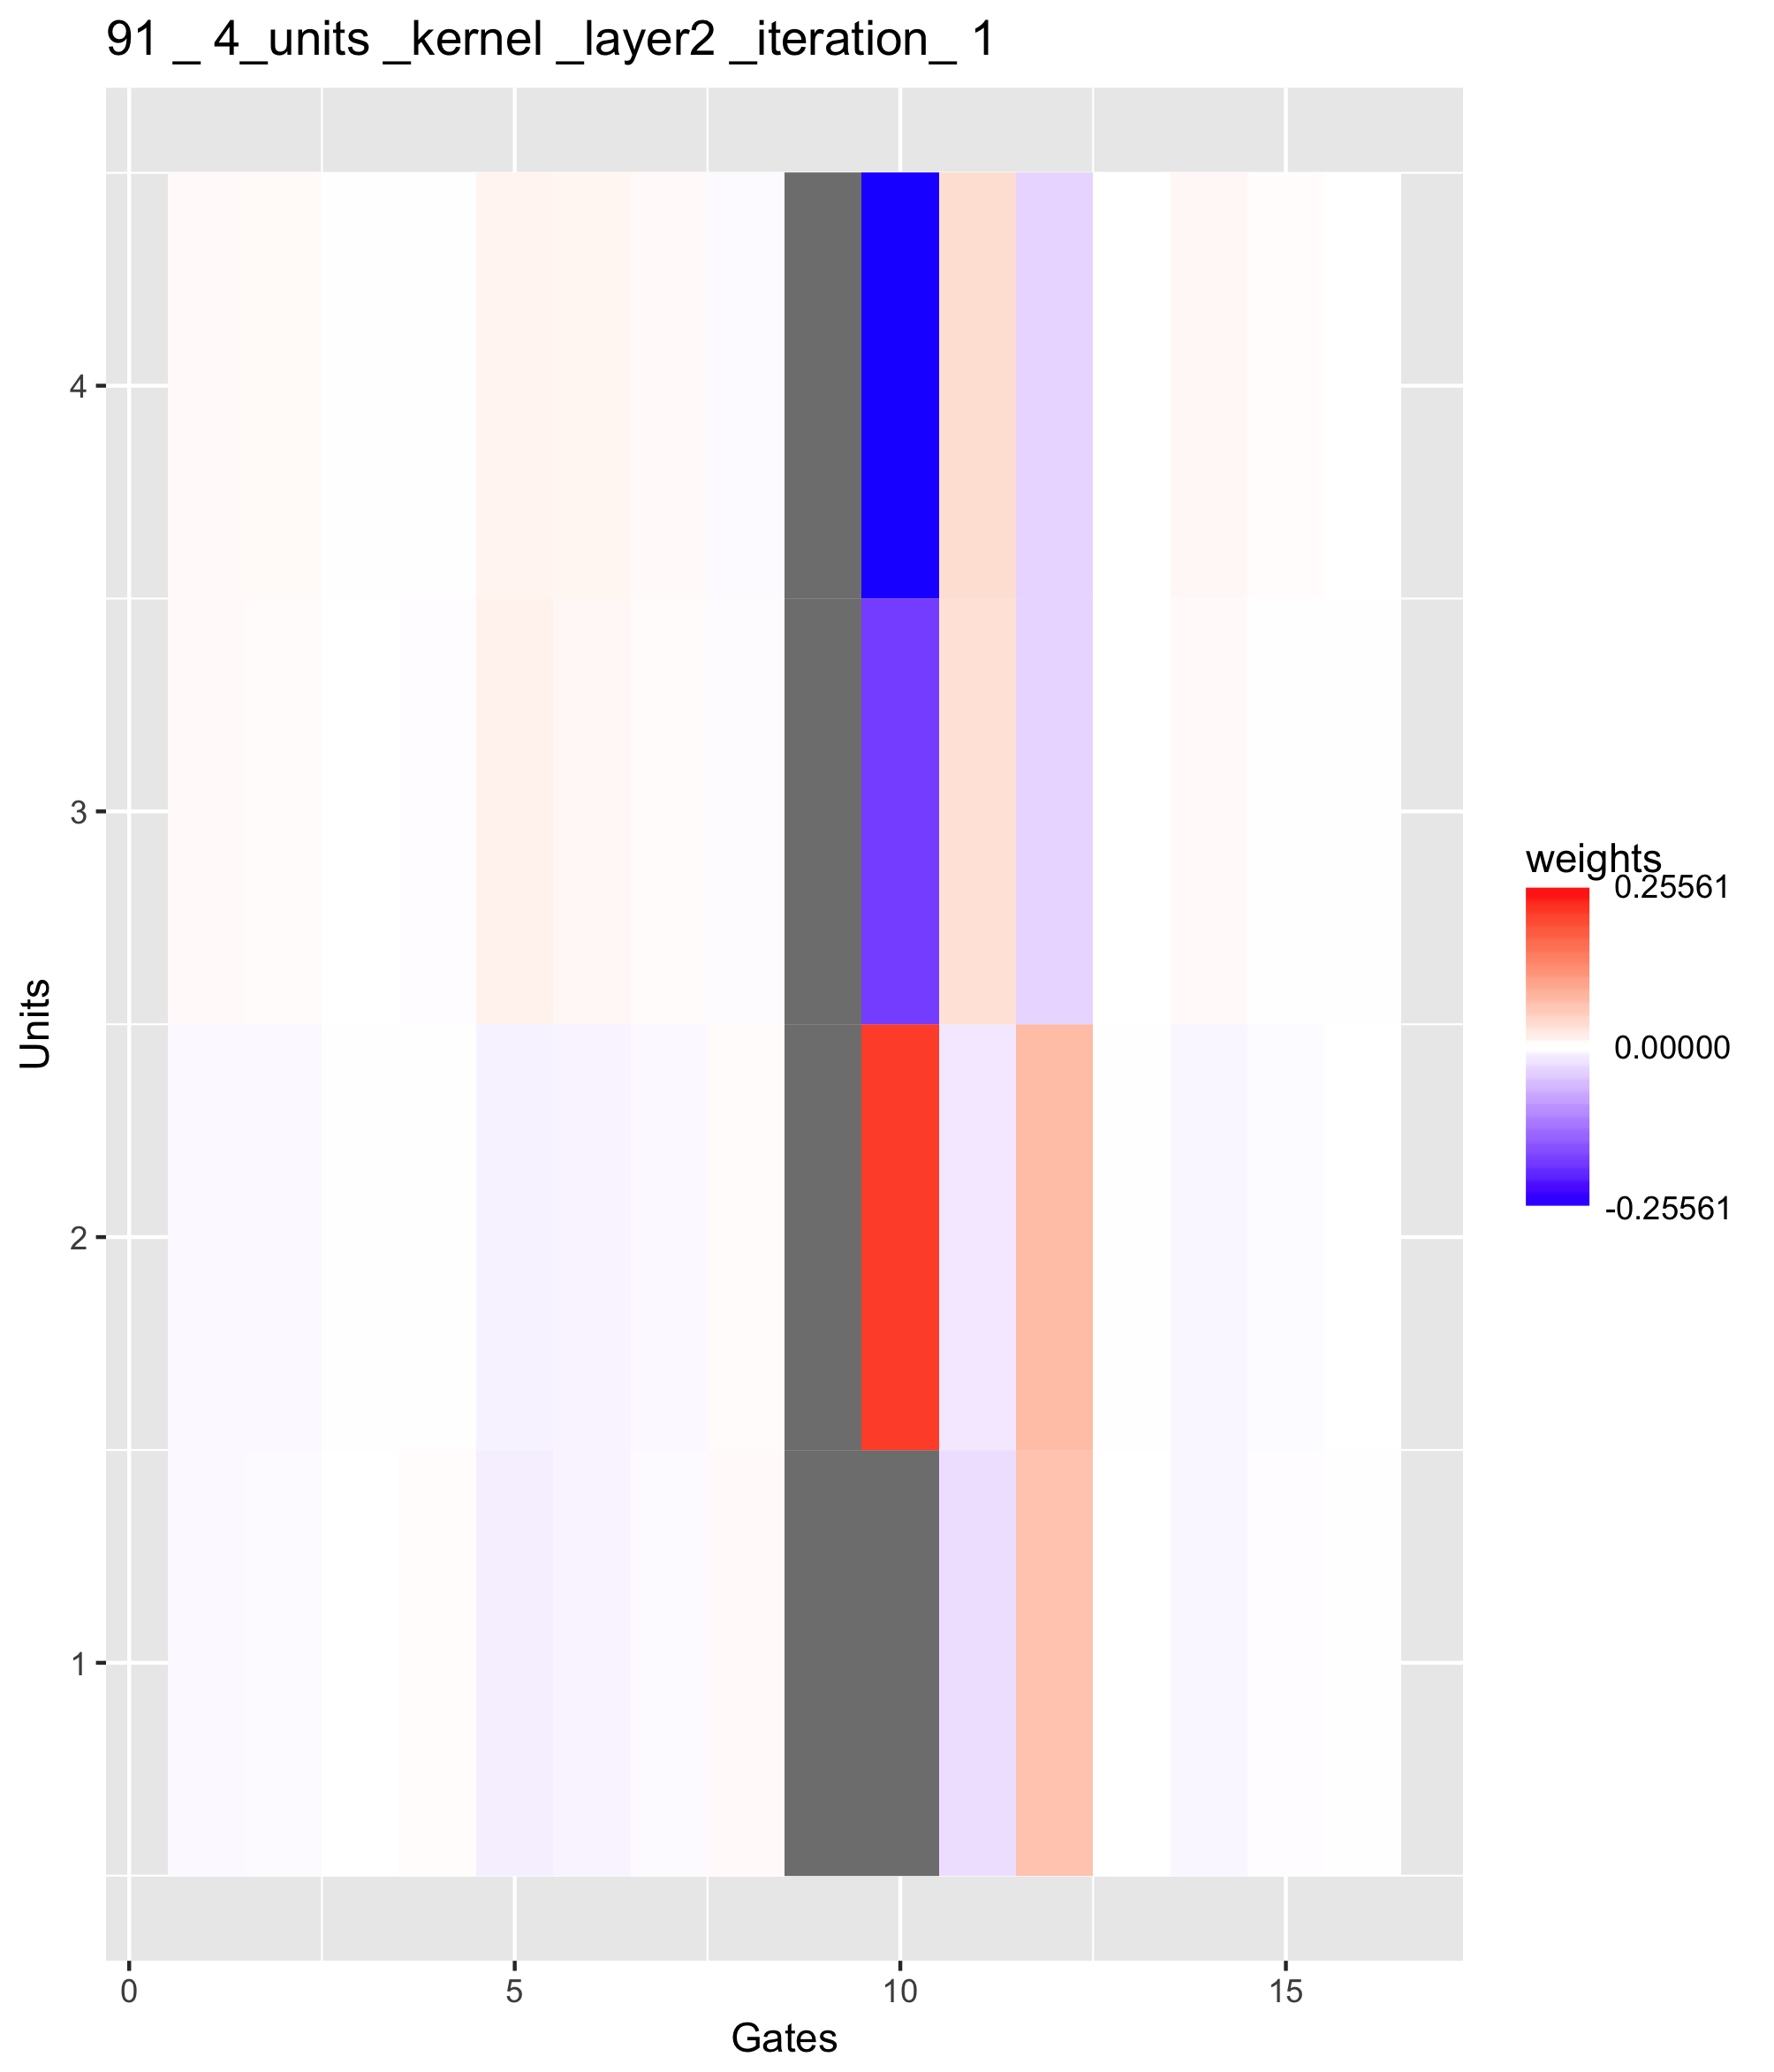 91 _ 4_units _kernel _layer2 _iteration_ 1
4
3
2
1
Units
0 5 10 15
Gates
weights
0.25561
0.00000
-0.25561